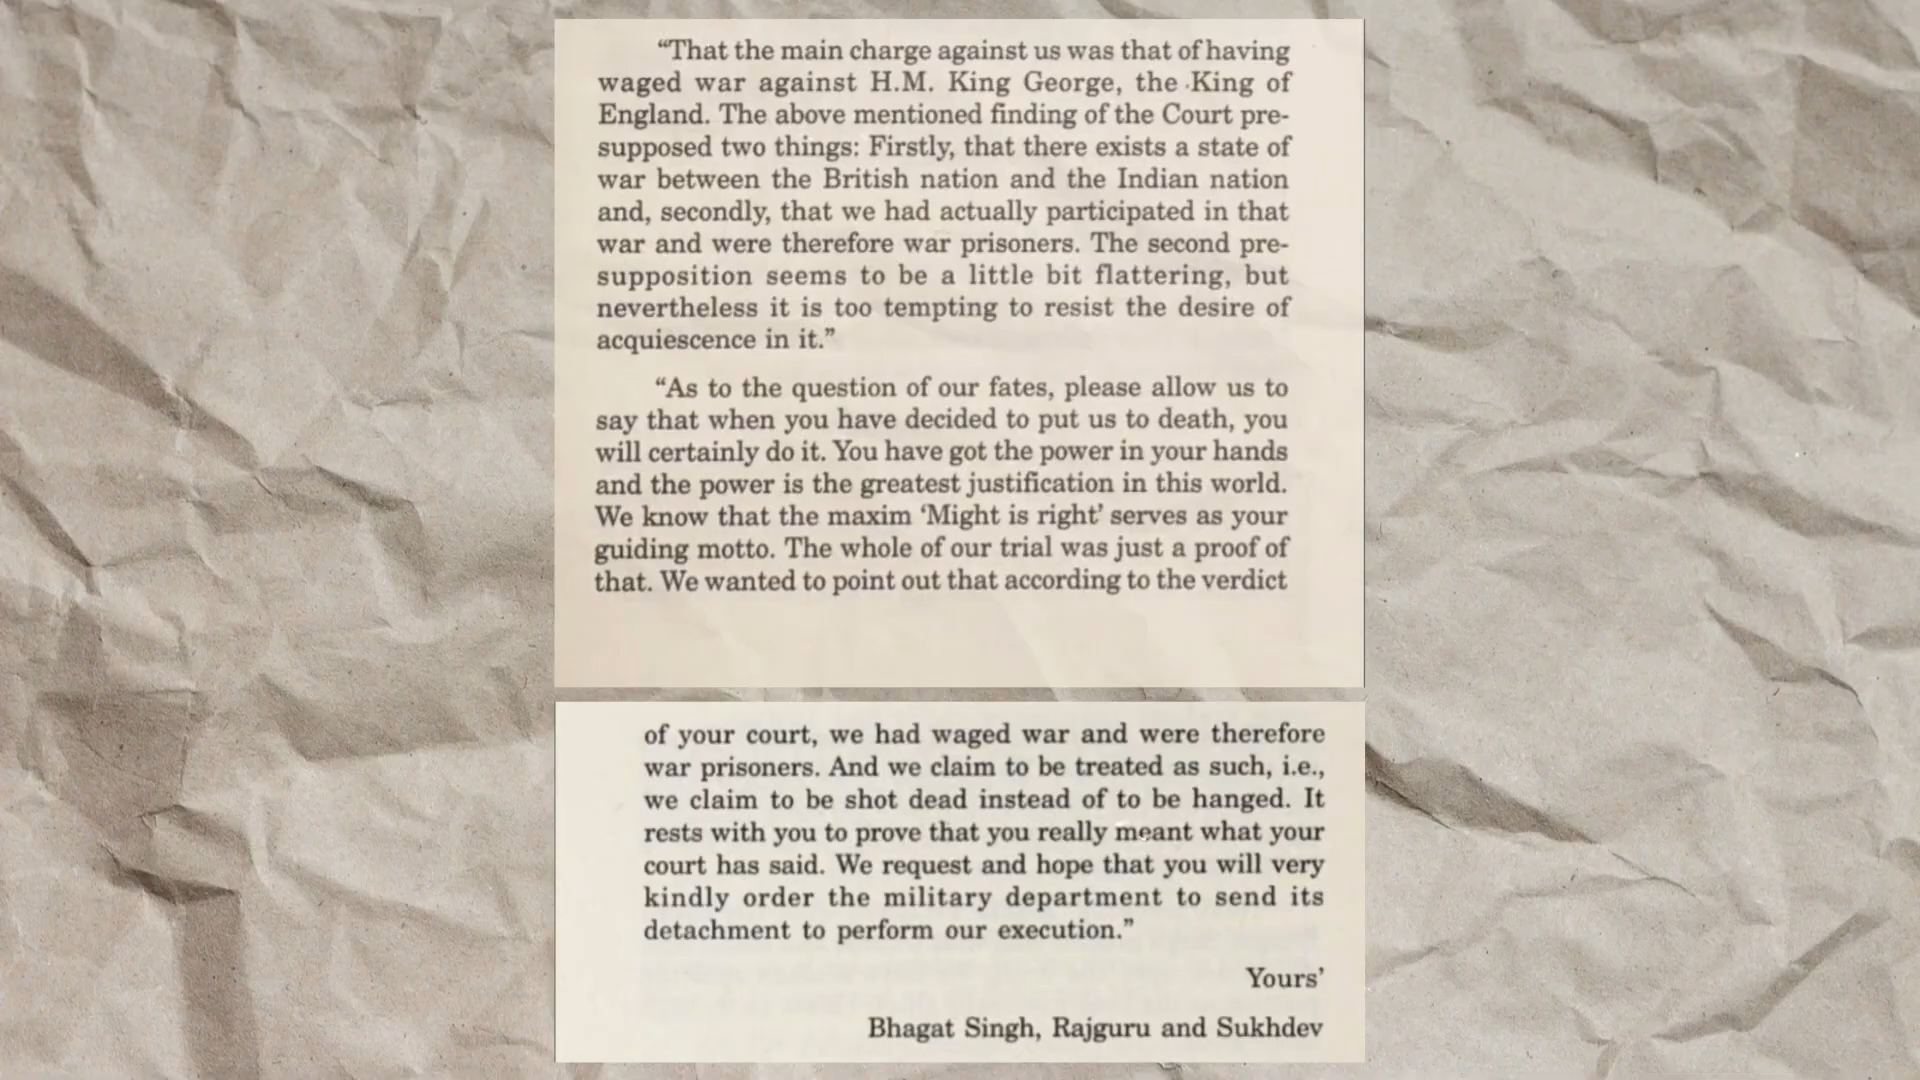 “That the main charge against us was that of having
waged war against H.M. King George, the King of
England. The above mentioned finding of the Court pre-
supposed two things: Firstly, that there exists a state of
war between the British nation and the Indian nation
and, secondly, that we had actually participated in that
war and were therefore war prisoners. The second pre-
supposition seems to be a little bit flattering, but
nevertheless it is too tempting to resist the desire of
acquiescence in it.”
“As to the question of our fates, please allow us to
say that when you have decided to put us to death, you
will certainly do it. You have got the power in your hands
and the power is the greatest justification in this world.
We know that the maxim ‘Might is right’ serves as your
guiding motto. The whole of our trial was just a proof of
that. We wanted to point out that according to the verdict
of your court, we had waged war and were therefore
war prisoners. And we claim to be treated as such, i.e.,
we claim to be shot dead instead of to be hanged. It
rests with you to prove that you really meant what your
court has said. We request and hope that you will very
kindly order the military department to send its
detachment to perform our execution.”
Yours’
Bhagat Singh, Rajguru and Sukhdev